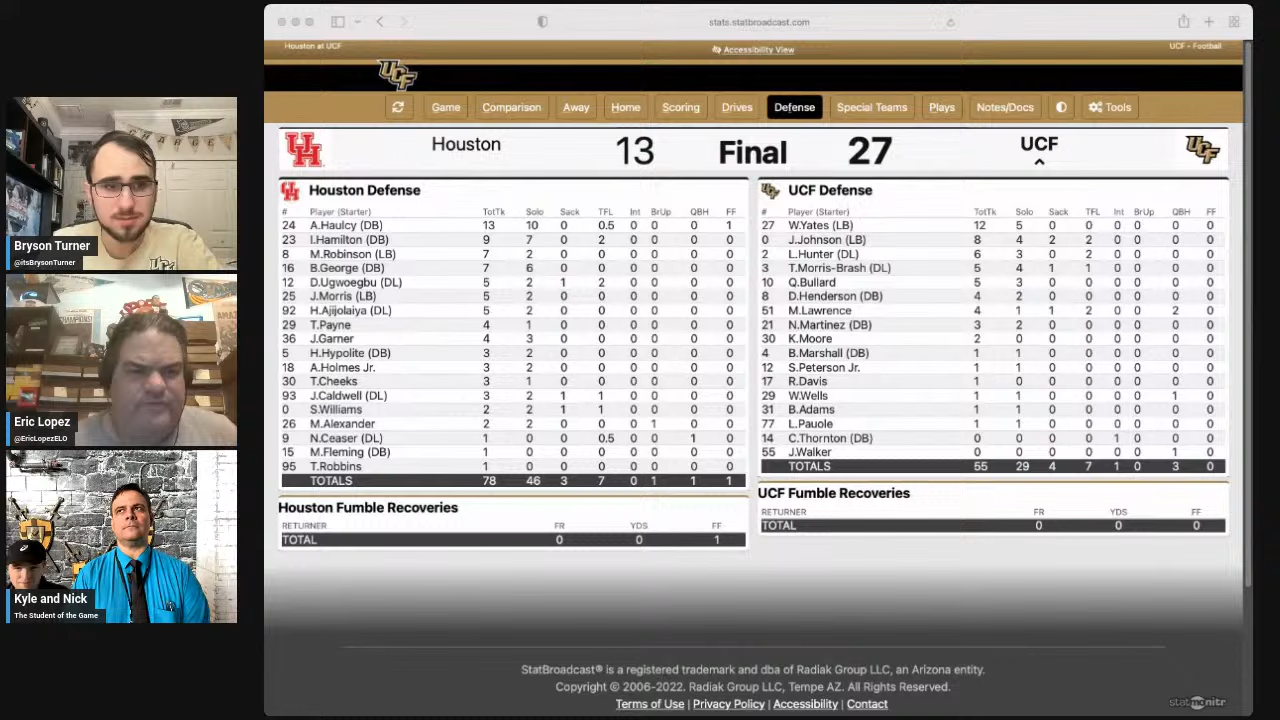 stats.statbroadcast.com
Houston at UCF
Accessibility View
UCF - Football
UCF
Game Comparison Away Home Scoring Drives Defense Special Teams Plays Notes/Docs Tools
Houston 13 Final 27 UCF
Houston Defense
# Player (Starter) TotTk Solo Sack TFL Int BrUp QBH FF
24 A.Haulcy (DB) 13 10 0 0.5 0 0 0 1
23 I.Hamilton (DB) 9 7 0 2 0 0 0 0
8 M.Robinson (LB) 7 2 0 0 0 0 0 0
16 B.George (DB) 7 6 0 0 0 0 0 0
12 D.Ugwoegbu (DL) 5 2 1 2 0 0 0 0
25 J.Morris (LB) 5 2 0 0 0 0 0 0
92 H.Ajijolaiya (DL) 5 2 0 0 0 0 0 0
29 T.Payne 4 1 0 0 0 0 0 0
36 J.Garner 4 3 0 0 0 0 0 0
5 H.Hypolite (DB) 3 2 0 0 0 0 0 0
18 A.Holmes Jr. 3 2 0 0 0 0 0 0
30 T.Cheeks 3 1 0 0 0 0 0 0
93 J.Caldwell (DL) 3 2 1 1 0 0 0 0
0 S.Williams 2 2 1 1 0 0 0 0
26 M.Alexander 2 2 0 0 0 1 0 0
9 N.Ceaser (DL) 1 0 0 0.5 0 0 1 0
15 M.Fleming (DB) 1 0 0 0 0 0 0 0
95 T.Robbins 1 0 0 0 0 0 0 0
TOTALS 78 46 3 7 0 1 1 1
Houston Fumble Recoveries
RETURNER FR YDS FF
TOTAL 0 0 1
UCF Defense
# Player (Starter) TotTk Solo Sack TFL Int BrUp QBH FF
27 W.Yates (LB) 12 5 0 0 0 0 0 0
0 J.Johnson (LB) 8 4 2 2 0 0 0 0
2 L.Hunter (DL) 6 3 0 2 0 0 0 0
3 T.Morris-Brash (DL) 5 4 1 1 0 0 0 0
10 Q.Bullard 5 3 0 0 0 0 0 0
8 D.Henderson (DB) 4 2 0 0 0 0 0 0
51 M.Lawrence 4 1 1 2 0 0 2 0
21 N.Martinez (DB) 3 2 0 0 0 0 0 0
30 K.Moore 2 0 0 0 0 0 0 0
4 B.Marshall (DB) 1 1 0 0 0 0 0 0
12 S.Peterson Jr. 1 1 0 0 0 0 0 0
17 R.Davis 1 0 0 0 0 0 0 0
29 W.Wells 1 1 0 0 0 0 1 0
31 B.Adams 1 1 0 0 0 0 0 0
77 L.Pauole 1 1 0 0 0 0 0 0
14 C.Thornton (DB) 0 0 0 0 1 0 0 0
55 J.Walker 0 0 0 0 0 0 1 0
TOTALS 55 29 4 7 1 0 3 0
UCF Fumble Recoveries
RETURNER FR YDS FF
TOTAL 0 0 0
StatBroadcast® is a registered trademark and dba of Radiak Group LLC, an Arizona entity.
Copyright © 2006-2022. Radiak Group LLC, Tempe AZ. All Rights Reserved.
Terms of Use | Privacy Policy | Accessibility | Contact
statmonitr
Bryson Turner
@itsBrysonTurner
Eric Lopez
@EricLopezELO
Kyle and Nick
The Student of the Game